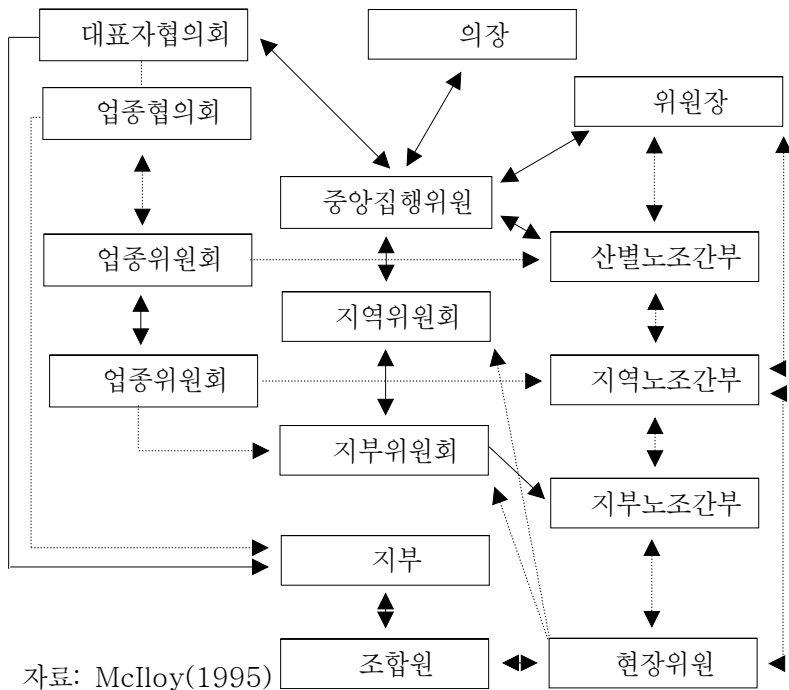 대표자협의회
의장
업종협의회
위원장
중앙집행위원
업종위원회
산별노조간부
지역위원회
업종위원회
지역노조간부
지부위원회
지부노조간부
지부
조합원
현장위원
자료: McIloy(1995)